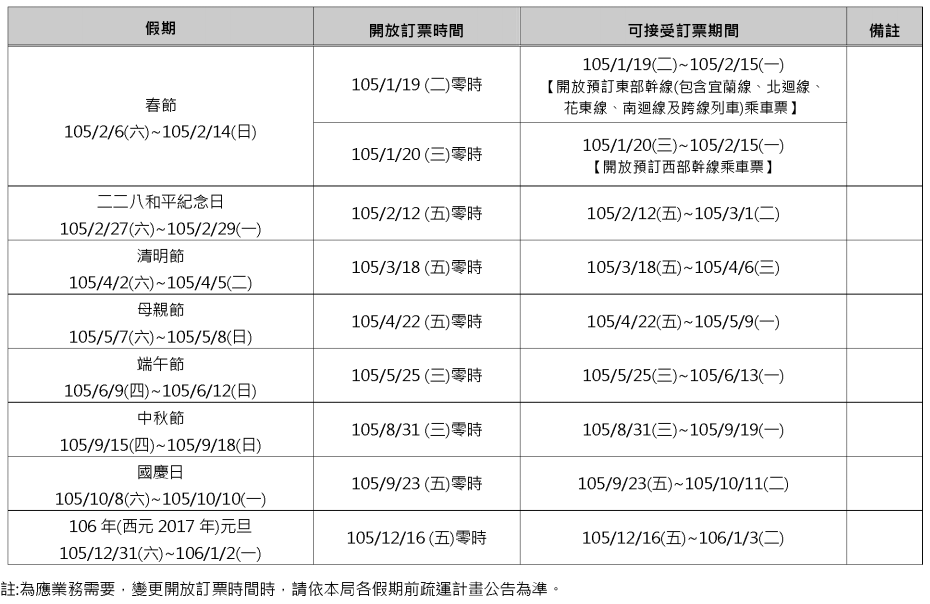 假期 開放訂票時間 可接受訂票期間 備註
春節
105/2/6(六)~105/2/14(日)
105/1/19 (二)零時
105/1/19(二)~105/2/15(一)
【開放預訂東部幹線(包含宜蘭線、北迴線、
花東線、南迴線及跨線列車)乘車票】
105/1/20 (三)零時
105/1/20(三)~105/2/15(一)
【開放預訂西部幹線乘車票】
二二八和平紀念日
105/2/27(六)~105/2/29(一)
105/2/12 (五)零時
105/2/12(五)~105/3/1(二)
清明節
105/4/2(六)~105/4/5(二)
105/3/18 (五)零時
105/3/18(五)~105/4/6(三)
母親節
105/5/7(六)~105/5/8(日)
105/4/22 (五)零時
105/4/22(五)~105/5/9(一)
端午節
105/6/9(四)~105/6/12(日)
105/5/25 (三)零時
105/5/25(三)~105/6/13(一)
中秋節
105/9/15(四)~105/9/18(日)
105/8/31 (三)零時
105/8/31(三)~105/9/19(一)
國慶日
105/10/8(六)~105/10/10(一)
105/9/23 (五)零時
105/9/23(五)~105/10/11(二)
106 年(西元 2017 年)元旦
105/12/31(六)~106/1/2(一)
105/12/16 (五)零時
105/12/16(五)~106/1/3(二)
註:為應業務需要，變更開放訂票時間時，請依本局各假期前疏運計畫公告為準。